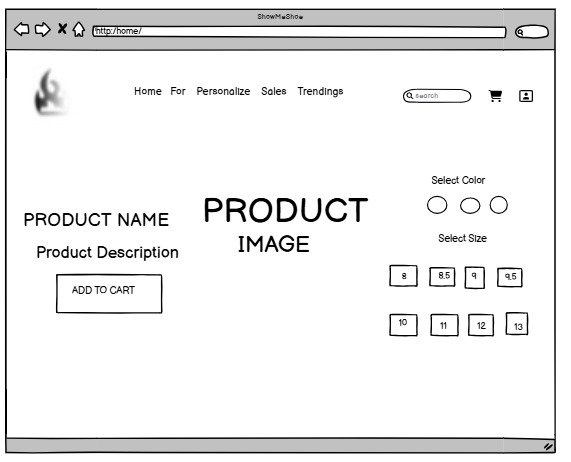 ShowMeShoe
http:/home/
Home For Personalize Sales Trendings
search
Select Color
PRODUCT NAME
PRODUCT
IMAGE
Select Size
Product Description
8 8.5 9 9.5
ADD TO CART
10 11 12 13